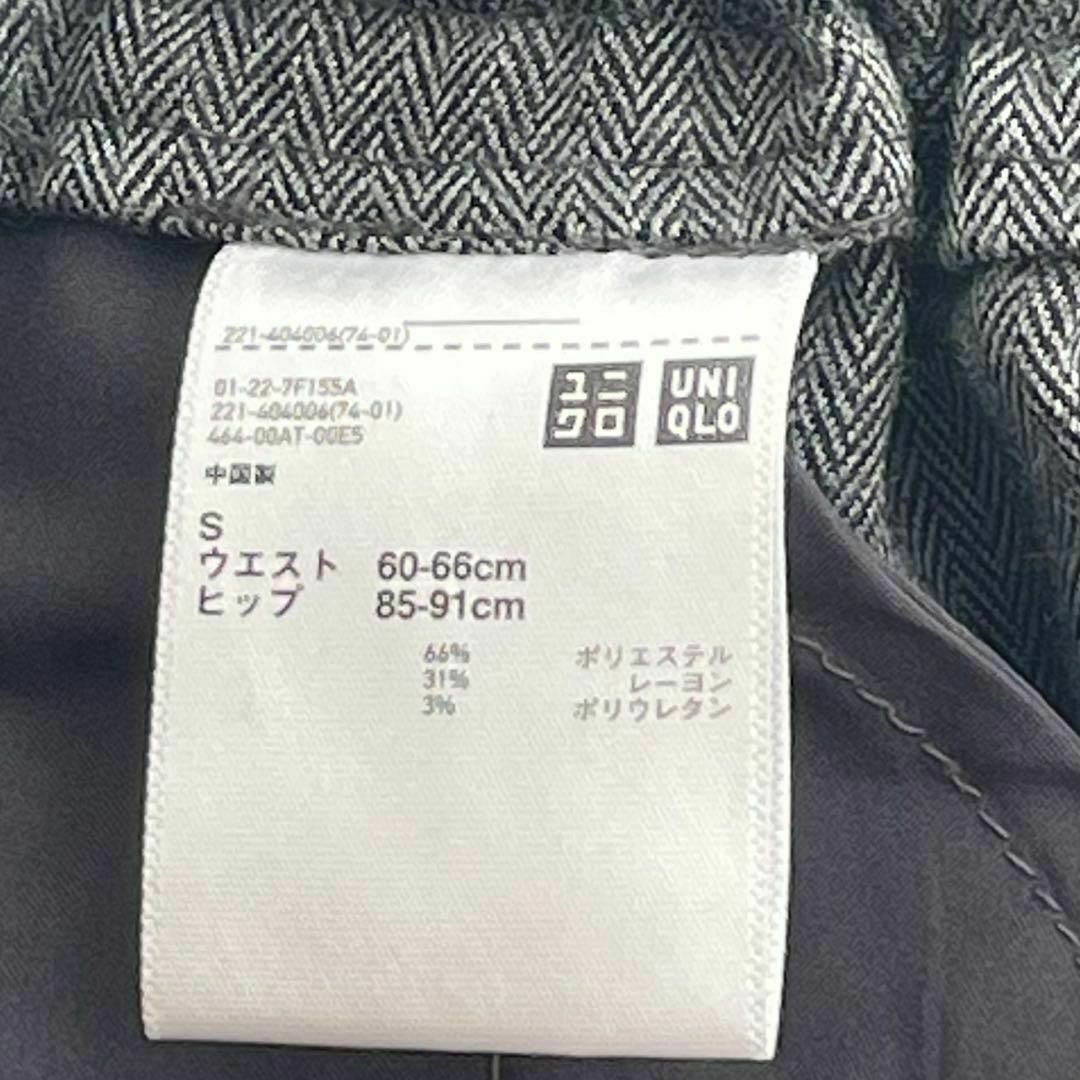 221-404006(74-01)
01-22-7F155A
221-404006(74-01)
464-00AT-00E5
ユニ
クロ
UNI
QLO
中国製
S
ウエスト 60-66cm
ヒップ 85-91cm
66% ポリエステル
31% レーヨン
3% ポリウレタン